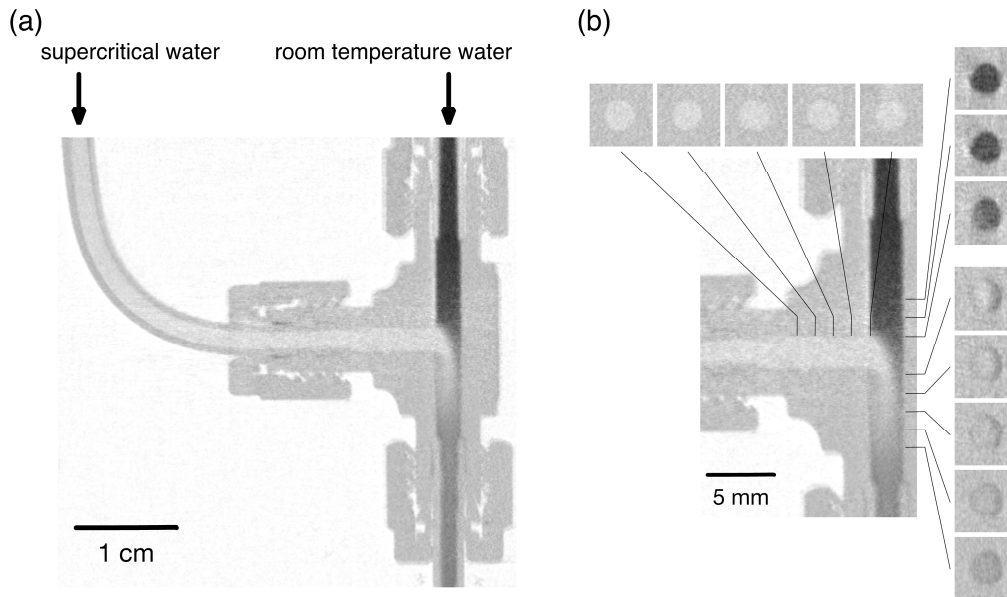 (a)
supercritical water
room temperature water
1 cm
(b)
5 mm